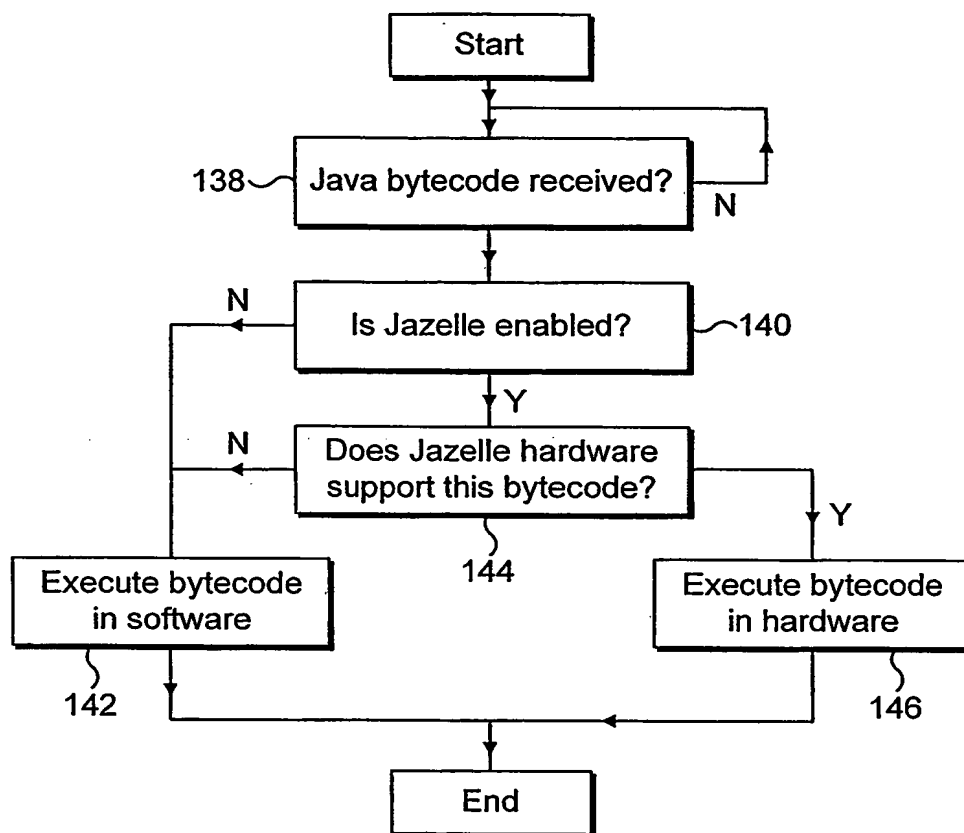 Start
138
Java bytecode received?
N
N
Is Jazelle enabled?
140
Y
N
Does Jazelle hardware
support this bytecode?
Y
144
Execute bytecode
in software
Execute bytecode
in hardware
142
146
End